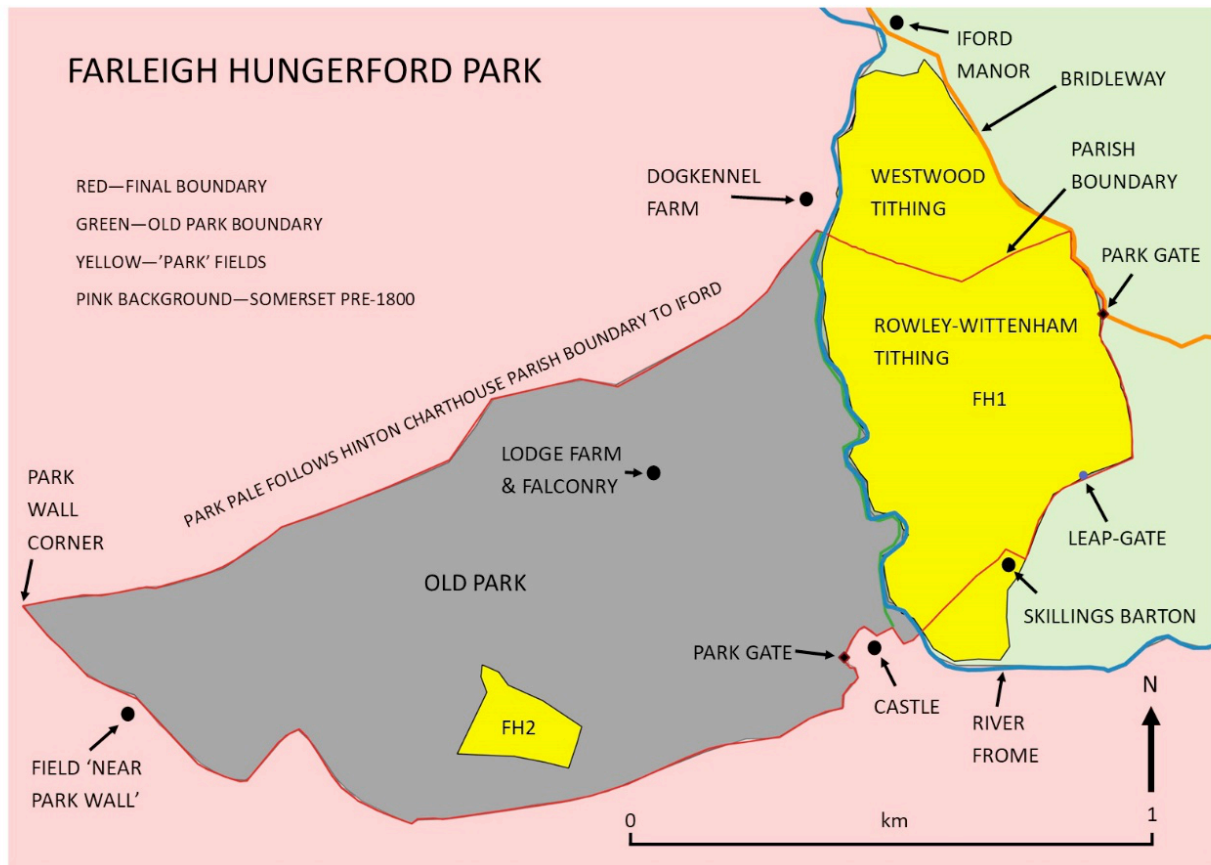 FARLEIGH HUNGERFORD PARK
RED—FINAL BOUNDARY
GREEN—OLD PARK BOUNDARY
YELLOW—'PARK' FIELDS
PINK BACKGROUND—SOMERSET PRE-1800
IFORD
MANOR
BRIDLEWAY
PARISH
BOUNDARY
DOGKENNEL
FARM
WESTWOOD
TITHING
PARK GATE
ROWLEY-WITTENHAM
TITHING
FH1
PARK PALE FOLLOWS HINTON CHARTHOUSE PARISH BOUNDARY TO IFORD
LODGE FARM
& FALCONRY
PARK
WALL
CORNER
LEAP-GATE
OLD PARK
SKILLINGS BARTON
PARK GATE
CASTLE
RIVER
FROME
N
FH2
FIELD ‘NEAR
PARK WALL’
0
km
1